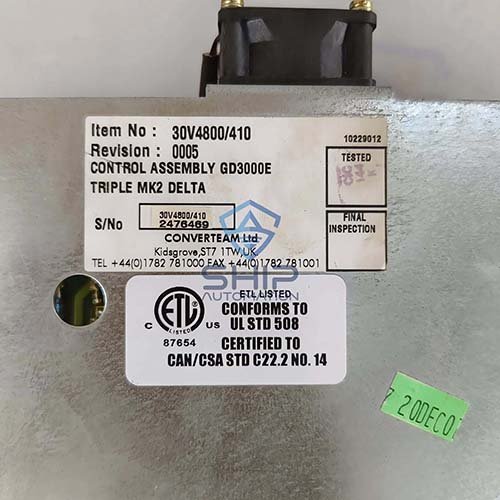 Item No : 30V4800/410
Revision : 0005
CONTROL ASSEMBLY GD3000E
TRIPLE MK2 DELTA
S/No
30V4800/410
2476469
CONVERTEAM Ltd
Kidsgrove,ST7 1TW,UK
TEL +44(0)1782 781000 FAX +44(0)1782 781001
10229012
TESTED
FINAL
INSPECTION
SHIP
AUTOMATION
ETL LISTED
CONFORMS TO
UL STD 508
CERTIFIED TO
CAN/CSA STD C22.2 NO. 14
C ETL US
LISTED
87654
20DEC0